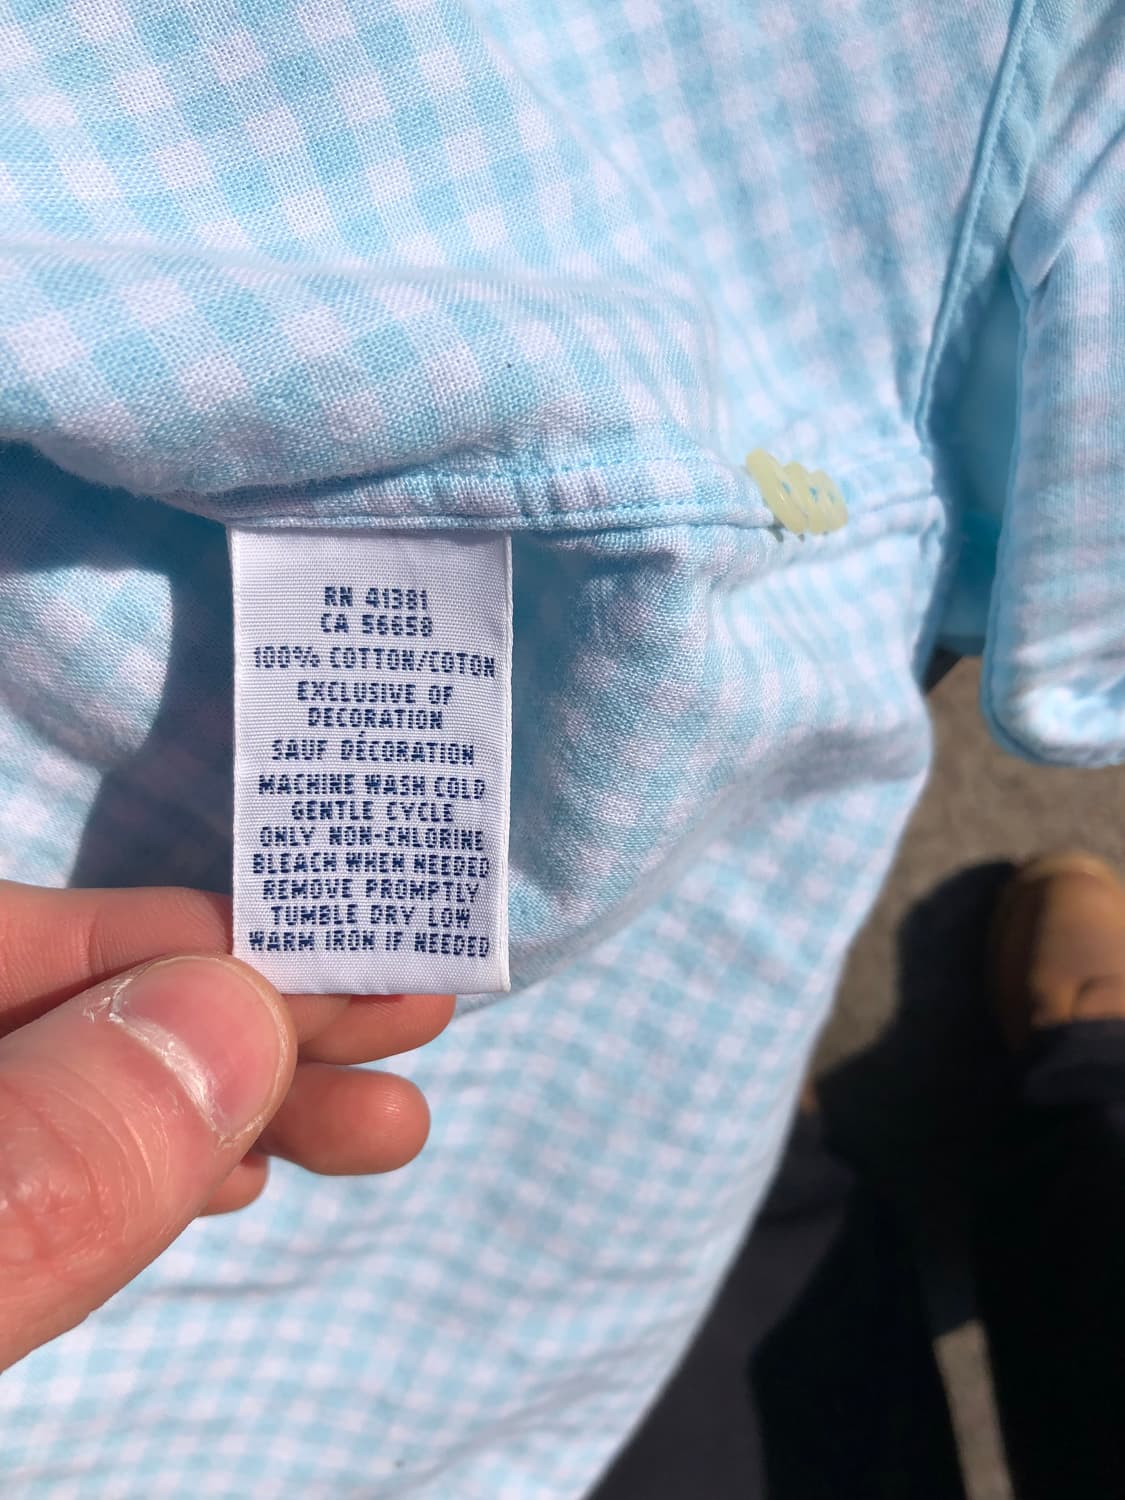 RN 41381
CA 56658
100% COTTON/COTON
EXCLUSIVE OF
DECORATION
SAUF DÉCORATION
MACHINE WASH COLD
GENTLE CYCLE
ONLY NON-CHLORINE
BLEACH WHEN NEEDED
REMOVE PROMPTLY
TUMBLE DRY LOW
WARM IRON IF NEEDED